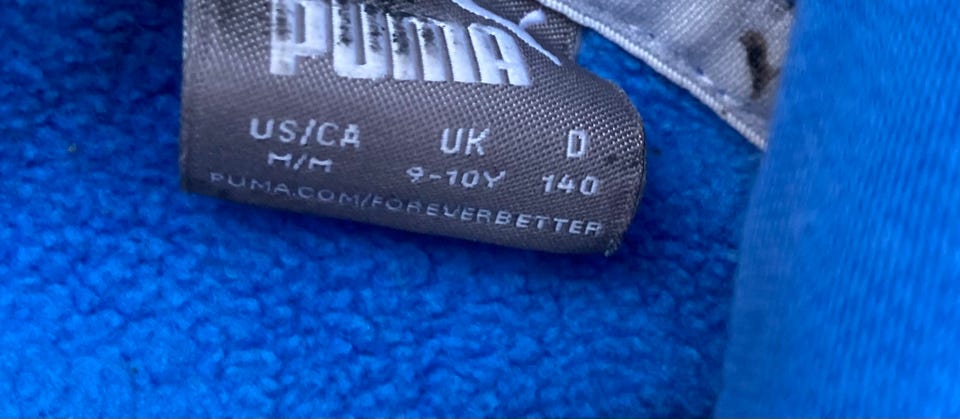 PUMA
US/CA UK D
M/M 9-10Y 140
PUMA.COM/FOREVERBETTER